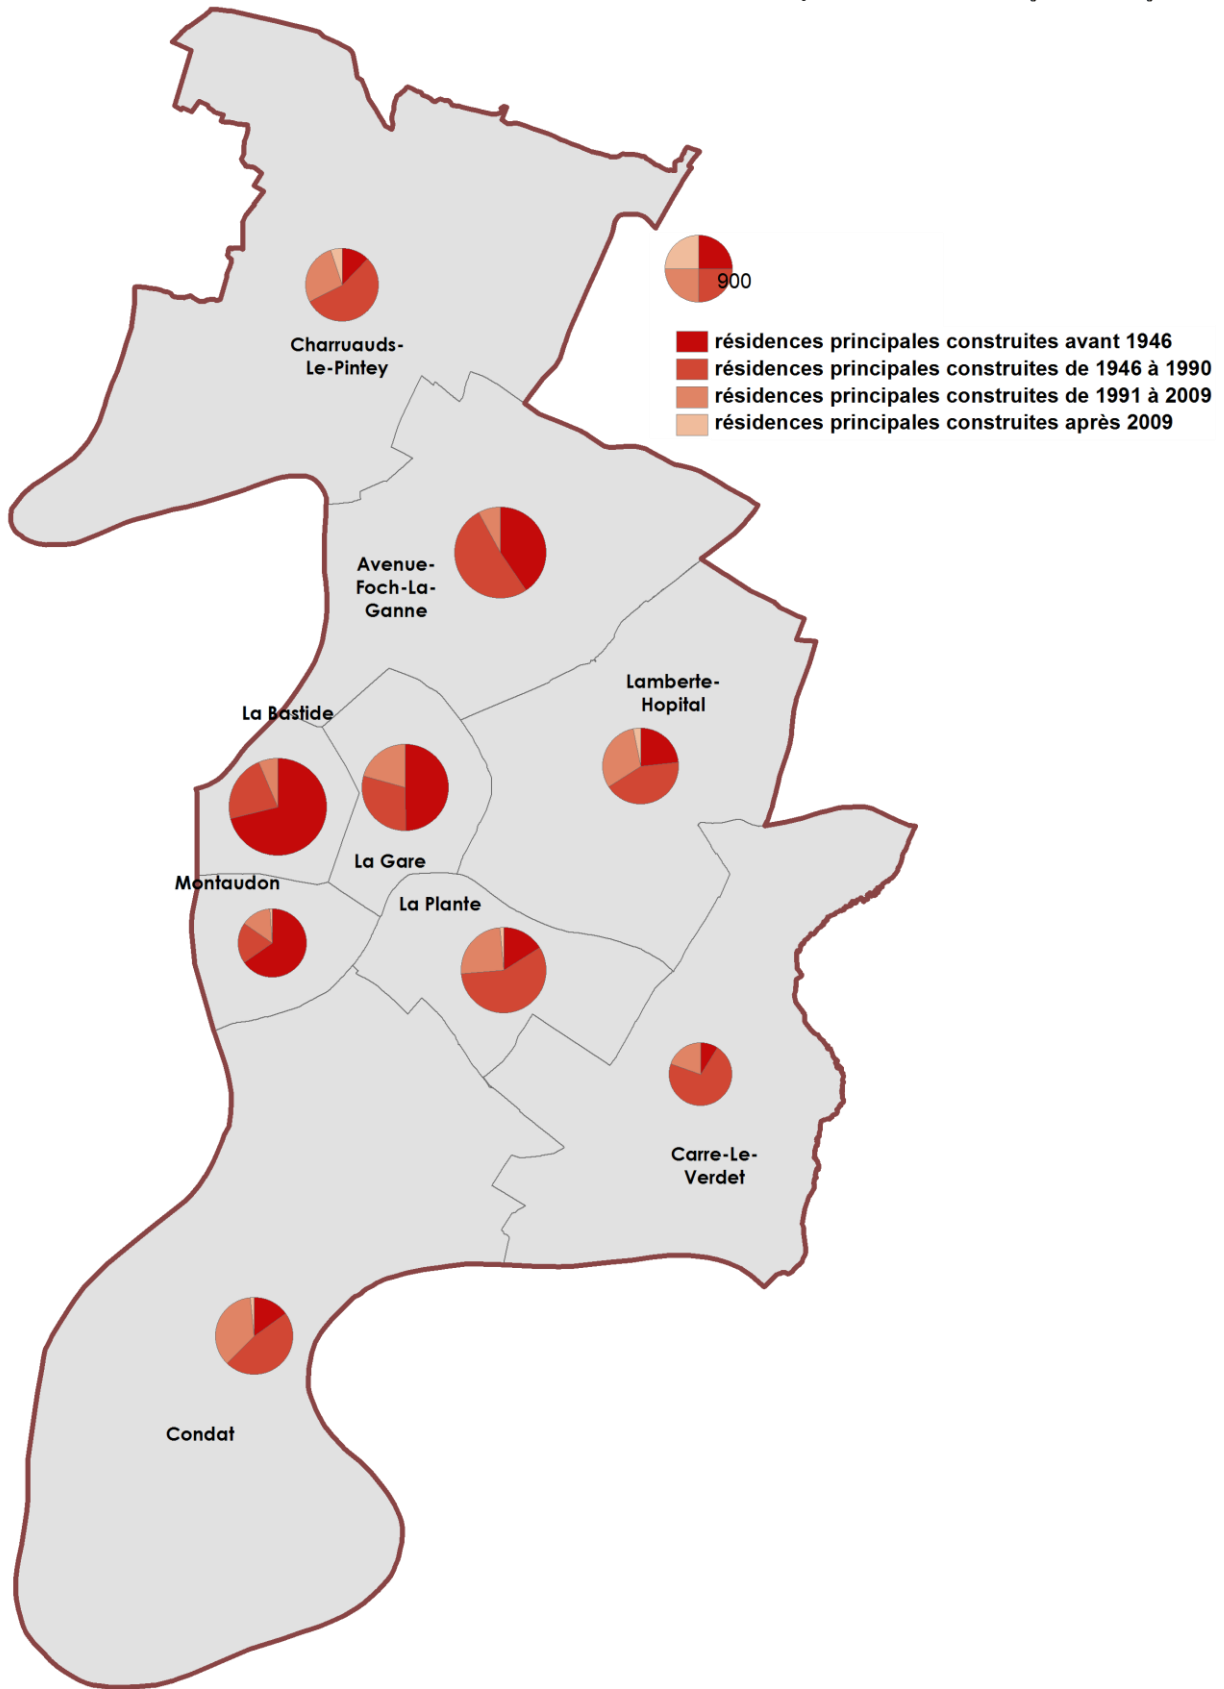 900
résidences principales construites avant 1946
résidences principales construites de 1946 à 1990
résidences principales construites de 1991 à 2009
résidences principales construites après 2009
Charruauds-
Le-Pintey
Avenue-
Foch-La-
Ganne
Lamberte-
Hopital
La Bastide
La Gare
Montaudon
La Plante
Carre-Le-
Verdet
Condat